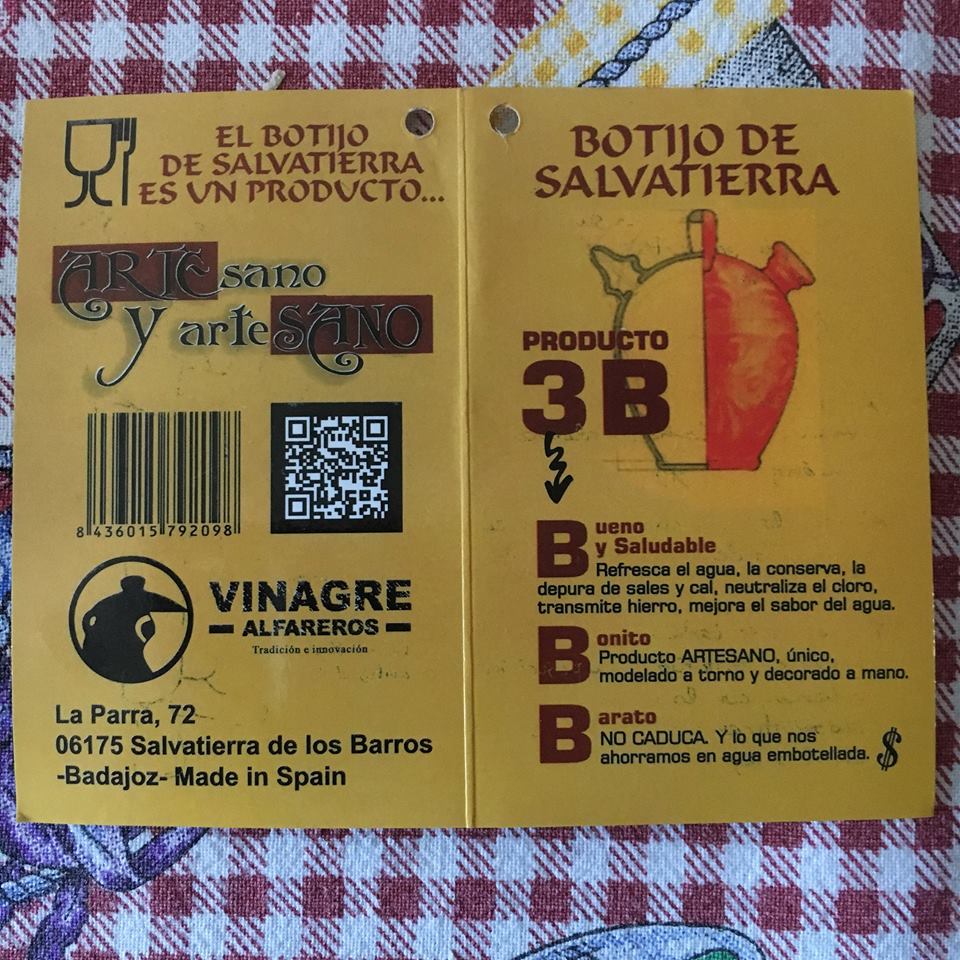 EL BOTIJO
DE SALVATIERRA
ES UN PRODUCTO...
ARTEsano
y arteSANO
8 436015 792098
VINAGRE
ALFAREROS
Tradición e innovación
La Parra, 72
06175 Salvatierra de los Barros
-Badajoz- Made in Spain
BOTIJO DE
SALVATIERRA
PRODUCTO
3B
Bueno
y Saludable
Refresca el agua, la conserva, la
depura de sales y cal, neutraliza el cloro,
transmite hierro, mejora el sabor del agua.
Bonito
Producto ARTESANO, único,
modelado a torno y decorado a mano.
Barato
NO CADUCA. Y lo que nos
ahorramos en agua embotellada. $